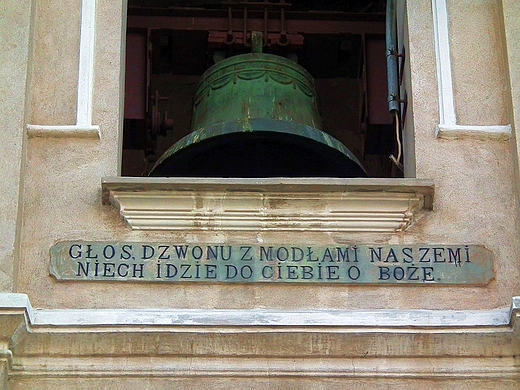 GŁOS, DZWONU Z MODŁAMI NASZEMI
NIECH IDZIE DO CIEBIE O BOŻE.